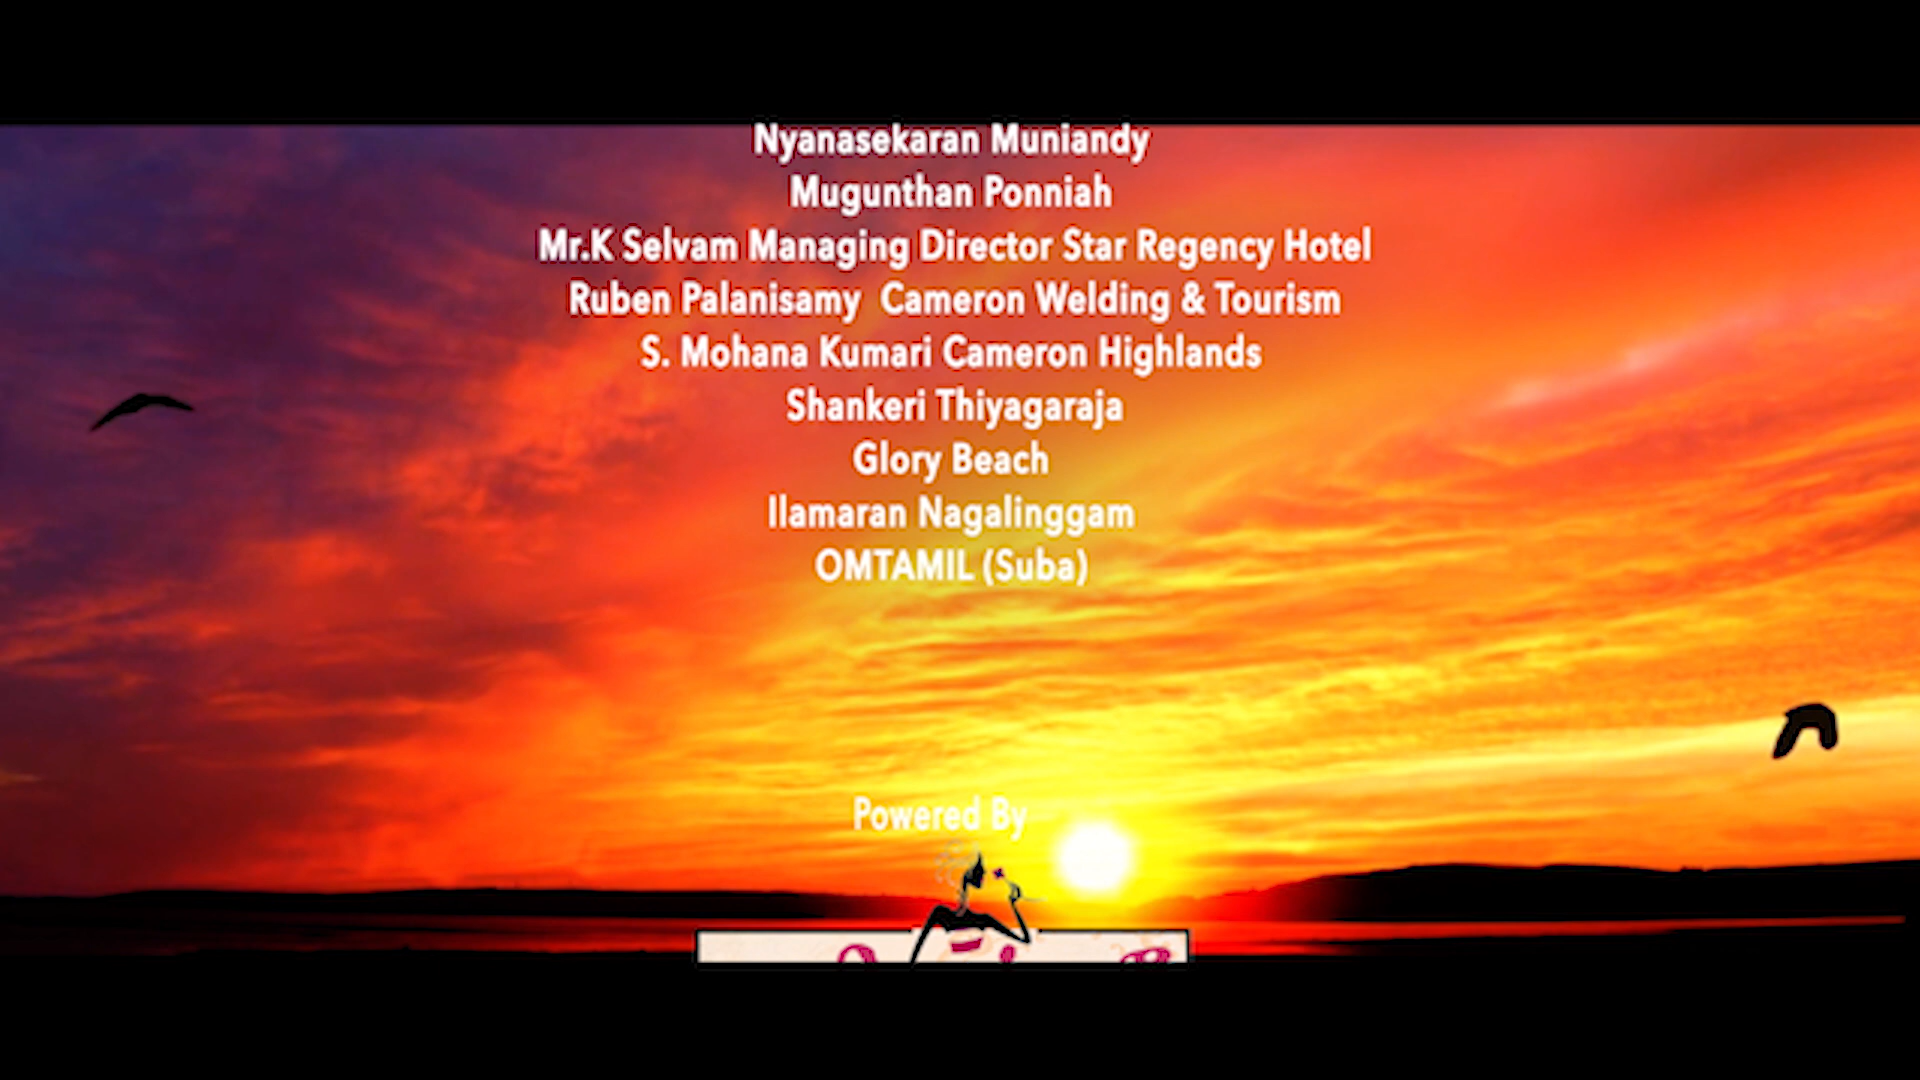 Nyanasekaran Muniandy
Mugunthan Ponniah
Mr.K Selvam Managing Director Star Regency Hotel
Ruben Palanisamy Cameron Welding & Tourism
S. Mohana Kumari Cameron Highlands
Shankeri Thiyagaraja
Glory Beach
Ilamaran Nagalinggam
OMTAMIL (Suba)
Powered By